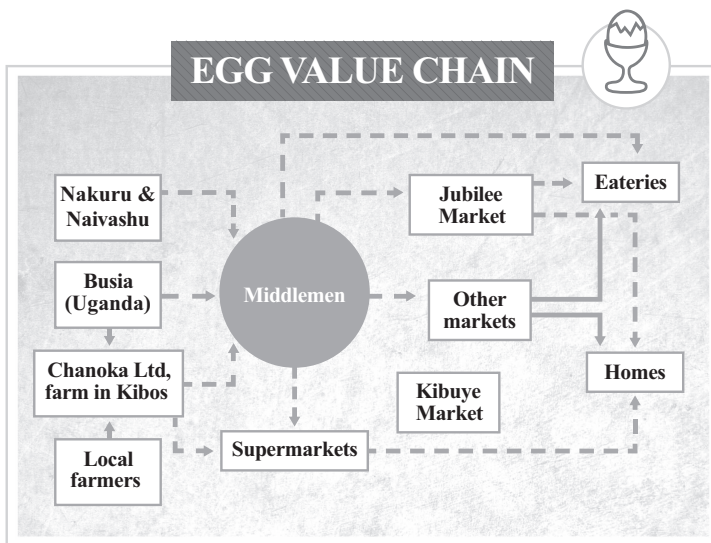 EGG VALUE CHAIN
Nakuru &
Naivashu
Busia
(Uganda)
Chanoka Ltd,
farm in Kibos
Local
farmers
Middlemen
Supermarkets
Jubilee
Market
Other
markets
Kibuye
Market
Eateries
Homes